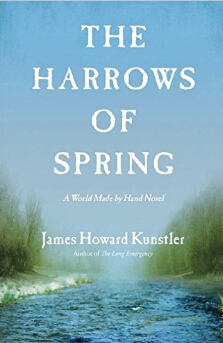 THE
HARROWS
OF
SPRING
A World Made by Hand Novel
James Howard Kunstler
Author of The Long Emergency